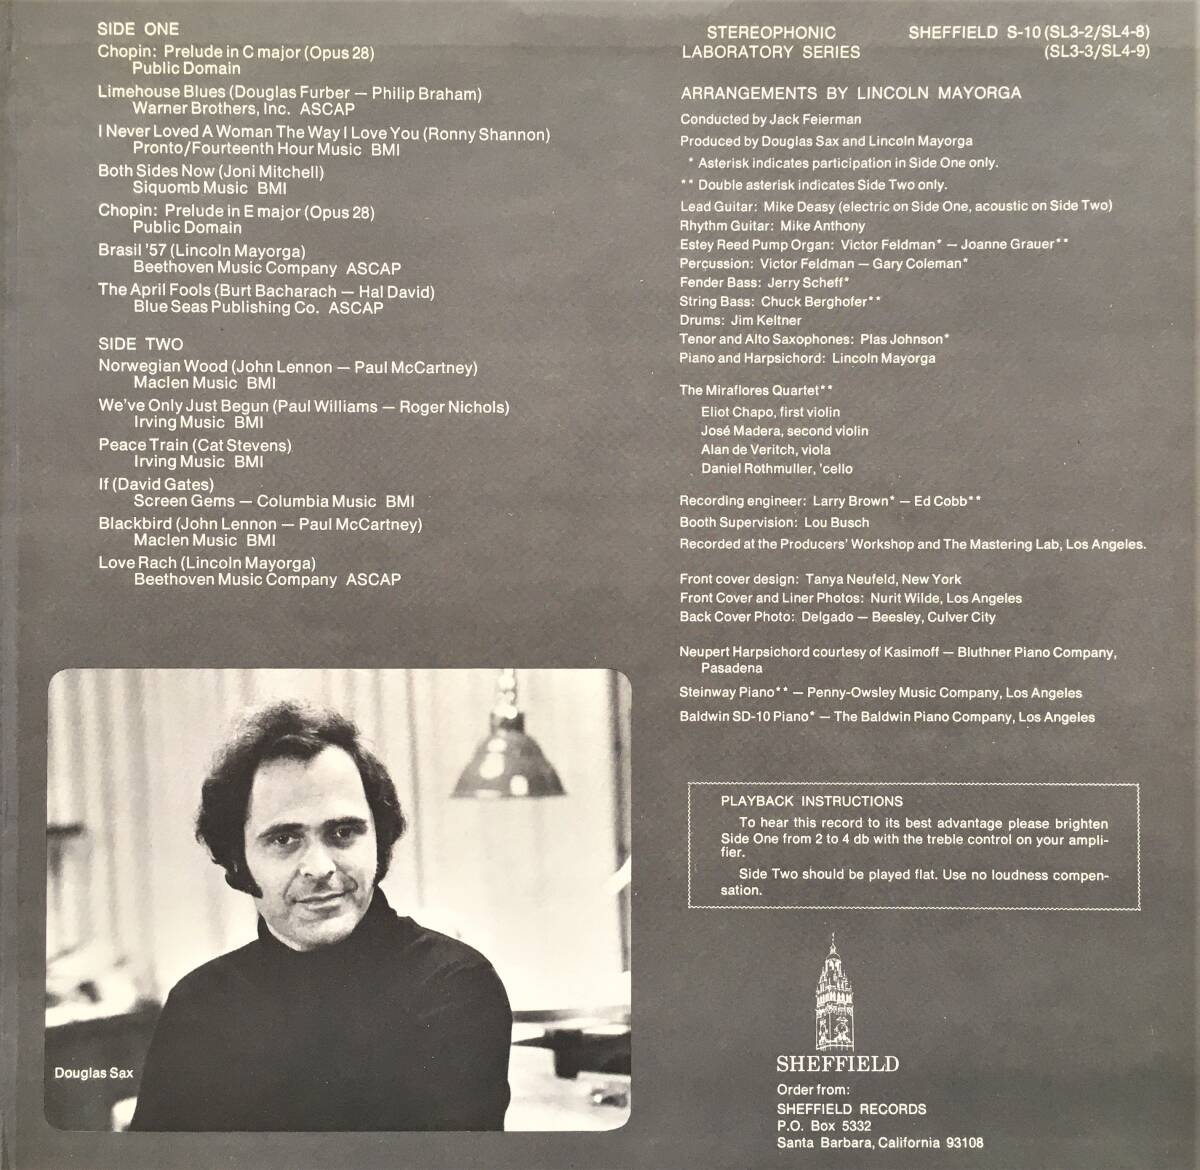 SIDE ONE
Chopin: Prelude in C major (Opus 28)
Public Domain
Limehouse Blues (Douglas Furber — Philip Braham)
Warner Brothers, Inc. ASCAP
I Never Loved A Woman The Way I Love You (Ronny Shannon)
Pronto/Fourteenth Hour Music BMI
Both Sides Now (Joni Mitchell)
Siquomb Music BMI
Chopin: Prelude in E major (Opus 28)
Public Domain
Brasil '57 (Lincoln Mayorga)
Beethoven Music Company ASCAP
The April Fools (Burt Bacharach — Hal David)
Blue Seas Publishing Co. ASCAP
SIDE TWO
Norwegian Wood (John Lennon — Paul McCartney)
Maclen Music BMI
We've Only Just Begun (Paul Williams — Roger Nichols)
Irving Music BMI
Peace Train (Cat Stevens)
Irving Music BMI
If (David Gates)
Screen Gems — Columbia Music BMI
Blackbird (John Lennon — Paul McCartney)
Maclen Music BMI
Love Rach (Lincoln Mayorga)
Beethoven Music Company ASCAP
Douglas Sax
STEREOPHONIC
LABORATORY SERIES
SHEFFIELD S-10 (SL3-2/SL4-8)
(SL3-3/SL4-9)
ARRANGEMENTS BY LINCOLN MAYORGA
Conducted by Jack Feierman
Produced by Douglas Sax and Lincoln Mayorga
* Asterisk indicates participation in Side One only.
** Double asterisk indicates Side Two only.
Lead Guitar: Mike Deasy (electric on Side One, acoustic on Side Two)
Rhythm Guitar: Mike Anthony
Estey Reed Pump Organ: Victor Feldman* — Joanne Grauer**
Percussion: Victor Feldman — Gary Coleman*
Fender Bass: Jerry Scheff*
String Bass: Chuck Berghofer**
Drums: Jim Keltner
Tenor and Alto Saxophones: Plas Johnson*
Piano and Harpsichord: Lincoln Mayorga
The Miraflores Quartet**
Eliot Chapo, first violin
José Madera, second violin
Alan de Veritch, viola
Daniel Rothmuller, 'cello
Recording engineer: Larry Brown* — Ed Cobb**
Booth Supervision: Lou Busch
Recorded at the Producers' Workshop and The Mastering Lab, Los Angeles.
Front cover design: Tanya Neufeld, New York
Front Cover and Liner Photos: Nurit Wilde, Los Angeles
Back Cover Photo: Delgado — Beesley, Culver City
Neupert Harpsichord courtesy of Kasimoff — Bluthner Piano Company,
Pasadena
Steinway Piano** — Penny-Owsley Music Company, Los Angeles
Baldwin SD-10 Piano* — The Baldwin Piano Company, Los Angeles
PLAYBACK INSTRUCTIONS
To hear this record to its best advantage please brighten
Side One from 2 to 4 db with the treble control on your ampli-
fier.
Side Two should be played flat. Use no loudness compen-
sation.
SHEFFIELD
Order from:
SHEFFIELD RECORDS
P.O. Box 5332
Santa Barbara, California 93108